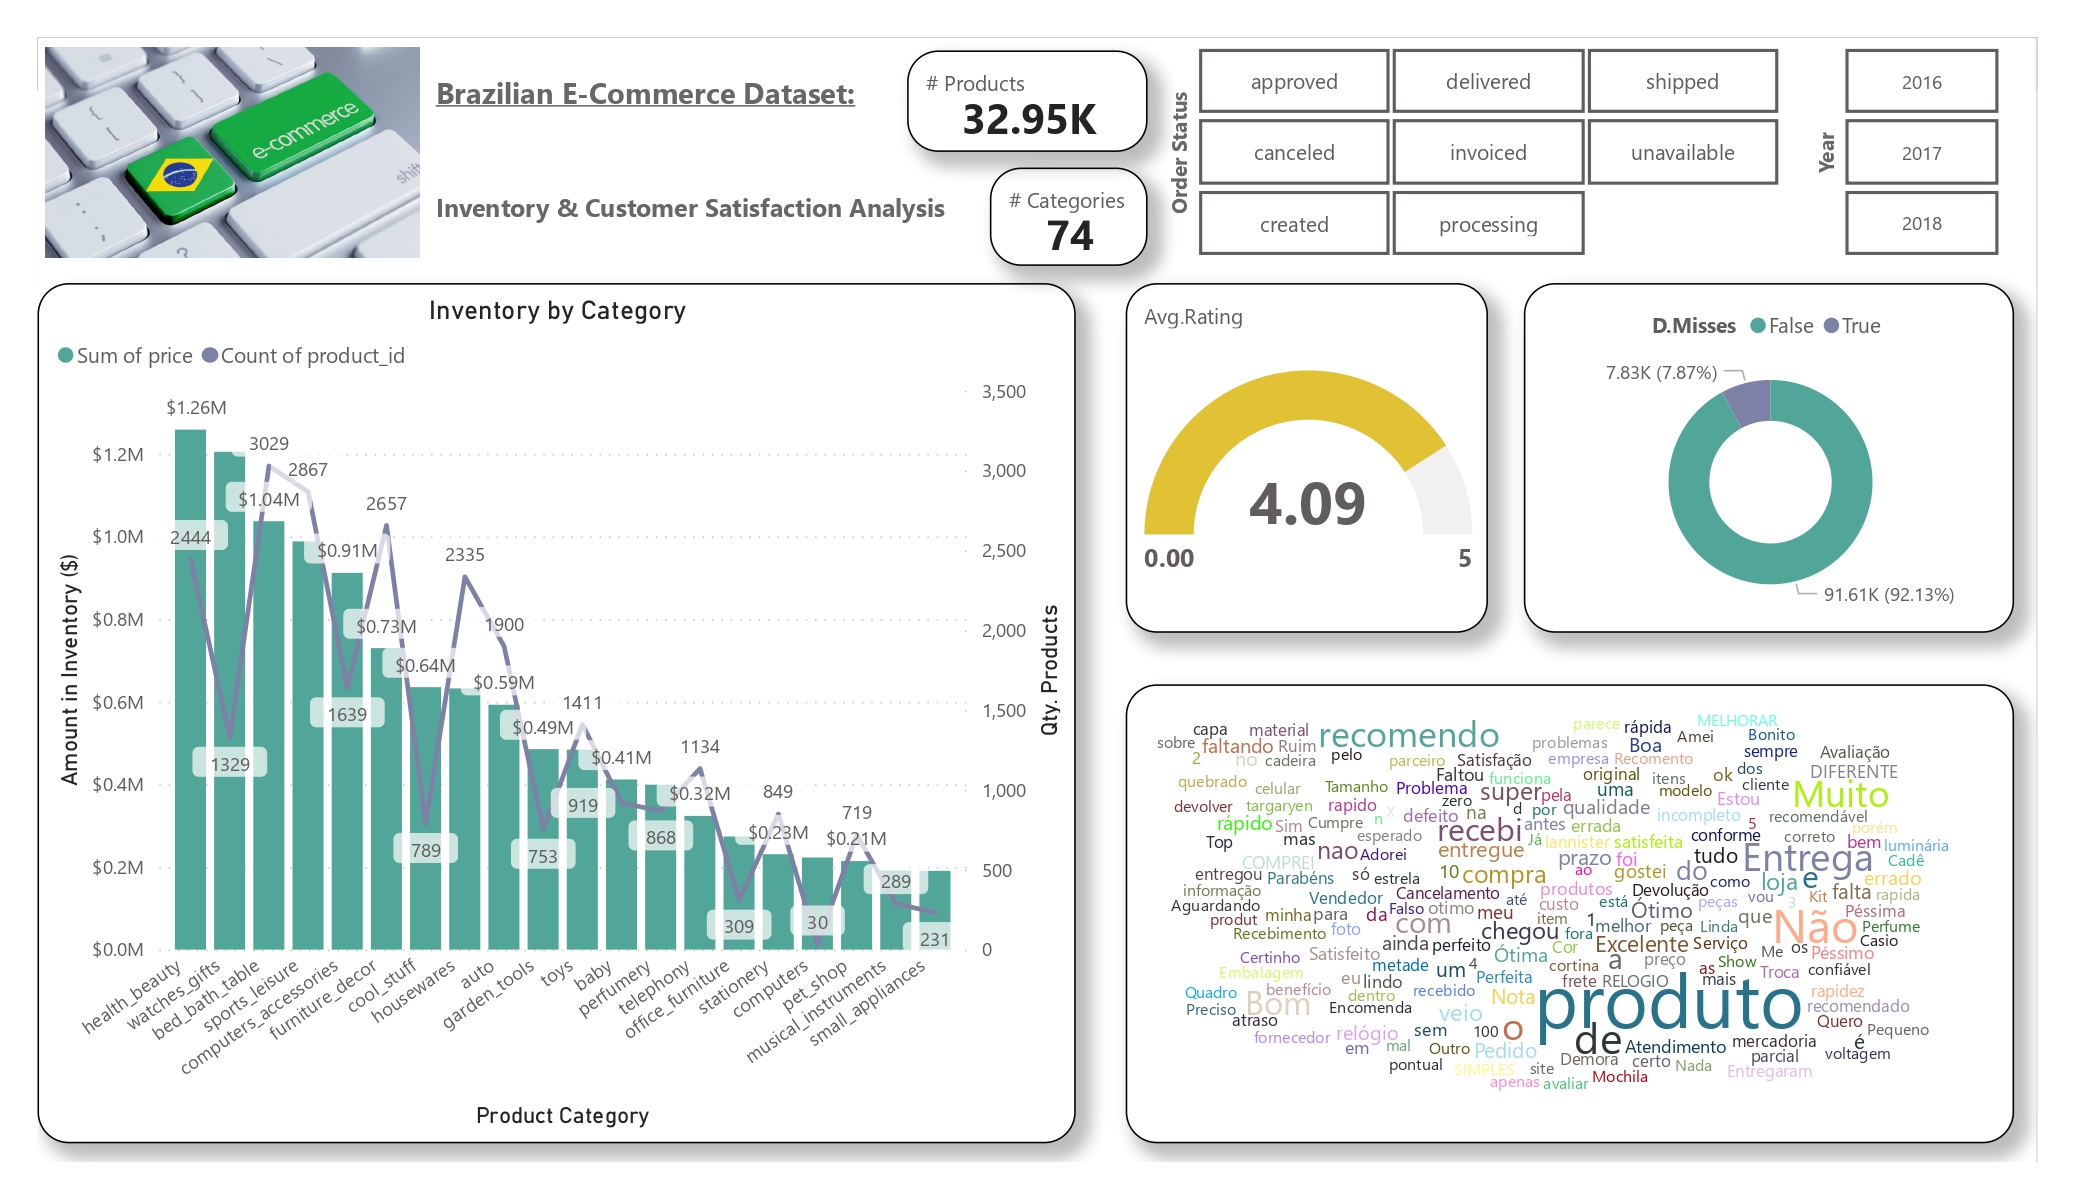 Brazilian E-Commerce Dataset:
Inventory & Customer Satisfaction Analysis
e-commerce
shift
# Products
32.95K
# Categories
74
Order Status
approved delivered shipped
canceled invoiced unavailable
created processing
Year
2016
2017
2018
Inventory by Category
Sum of price Count of product_id
Amount in Inventory ($)
$1.2M
$1.0M
$0.8M
$0.6M
$0.4M
$0.2M
$0.0M
3,500
3,000
2,500
2,000
1,500
1,000
500
0
Qty. Products
$1.26M
$1.04M
$0.91M
$0.73M
$0.64M
$0.59M
$0.49M
$0.41M
$0.32M
$0.23M
$0.21M
2444
1329
3029
2867
1639
2657
789
2335
1900
753
1411
919
868
1134
309
849
30
719
289
231
health_beauty
watches_gifts
bed_bath_table
sports_leisure
computers_accessories
furniture_decor
cool_stuff
housewares
auto
garden_tools
toys
baby
perfumery
telephony
office_furniture
stationery
computers
pet_shop
musical_instruments
small_appliances
Product Category
Avg.Rating
4.09
0.00 5
D.Misses False True
7.83K (7.87%)
91.61K (92.13%)
capa material recomendo parece rápida MELHORAR
sobre faltando Ruim pelo problemas Boa Amei Bonito
2 no cadeira parceiro Satisfação empresa Recomento sempre Avaliação
quebrado celular Tamanho Faltou funciona original itens ok dos DIFERENTE
Problema super pela uma modelo cliente Muito
devolver targaryen rapido x zero d por qualidade Estou
rápido Sim Cumpre n defeito na antes errada incompleto 5 recomendável
Top mas esperado recebi Já lannister satisfeita conforme correto porém
COMPREI nao Adorei entregue prazo foi tudo Entrega bem luminária
entregou Parabéns só estrela 10 compra ao gostei do como loja e Cadê errado
informação Vendedor Cancelamento até produtos Devolução vou 3 Kit falta rapida
Aguardando minha para da Falso otimo meu custo está Ótimo peças que Péssima
produt foto com item 1 melhor peça Linda Não Perfume
Recebimento ainda perfeito chegou fora Excelente Serviço Me os Casio
Certinho Satisfeito metade um 4 Ótima Cor a preço Show Péssimo
Embalagem eu lindo Perfeita cortina as Troca confiável
Quadro benefício dentro recebido Nota frete RELOGIO mais rapidez
Preciso Bom Encomenda veio produto recomendado
atraso sem 100 o de Quero Pequeno
fornecedor relógio em mal Outro Pedido Demora Atendimento mercadoria é
pontual SIMPLES site certo Nada parcial voltagem
apenas avaliar Mochila Entregaram